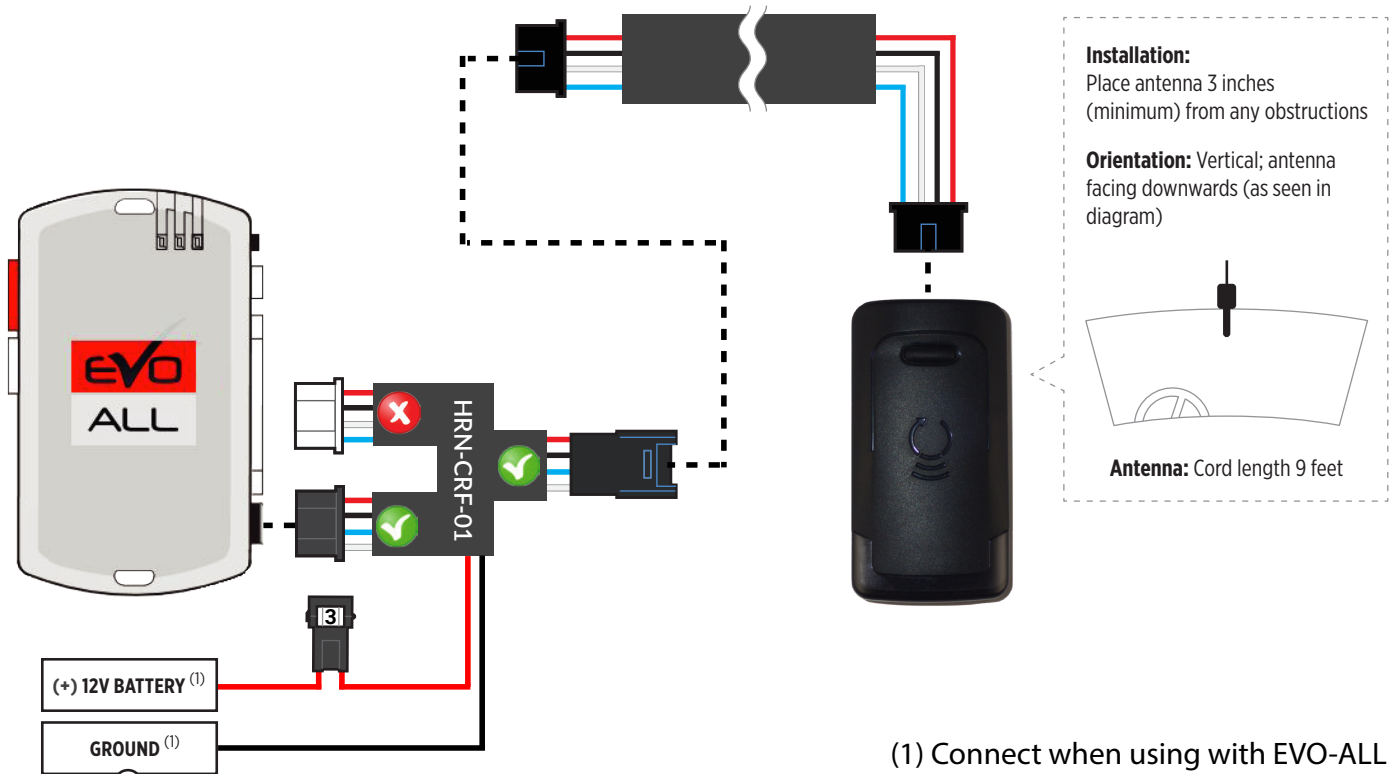 Installation:
Place antenna 3 inches
(minimum) from any obstructions
Orientation: Vertical; antenna
facing downwards (as seen in
diagram)
Antenna: Cord length 9 feet
EVO
ALL
HRN-CRF-01
3
(+) 12V BATTERY (1)
GROUND (1)
(1) Connect when using with EVO-ALL